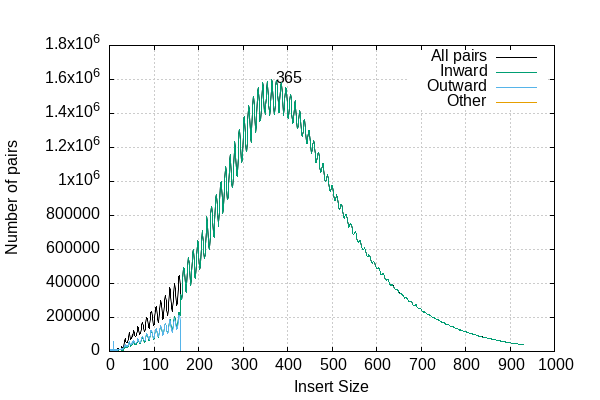 1.8x10^6
1.6x10^6
1.4x10^6
1.2x10^6
1x10^6
800000
600000
400000
200000
0
Number of pairs
365
All pairs
Inward
Outward
Other
0 100 200 300 400 500 600 700 800 900 1000
Insert Size